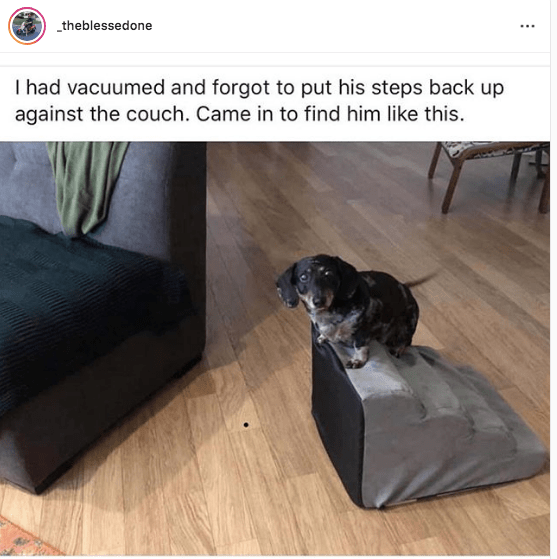 _theblessedone
I had vacuumed and forgot to put his steps back up
against the couch. Came in to find him like this.